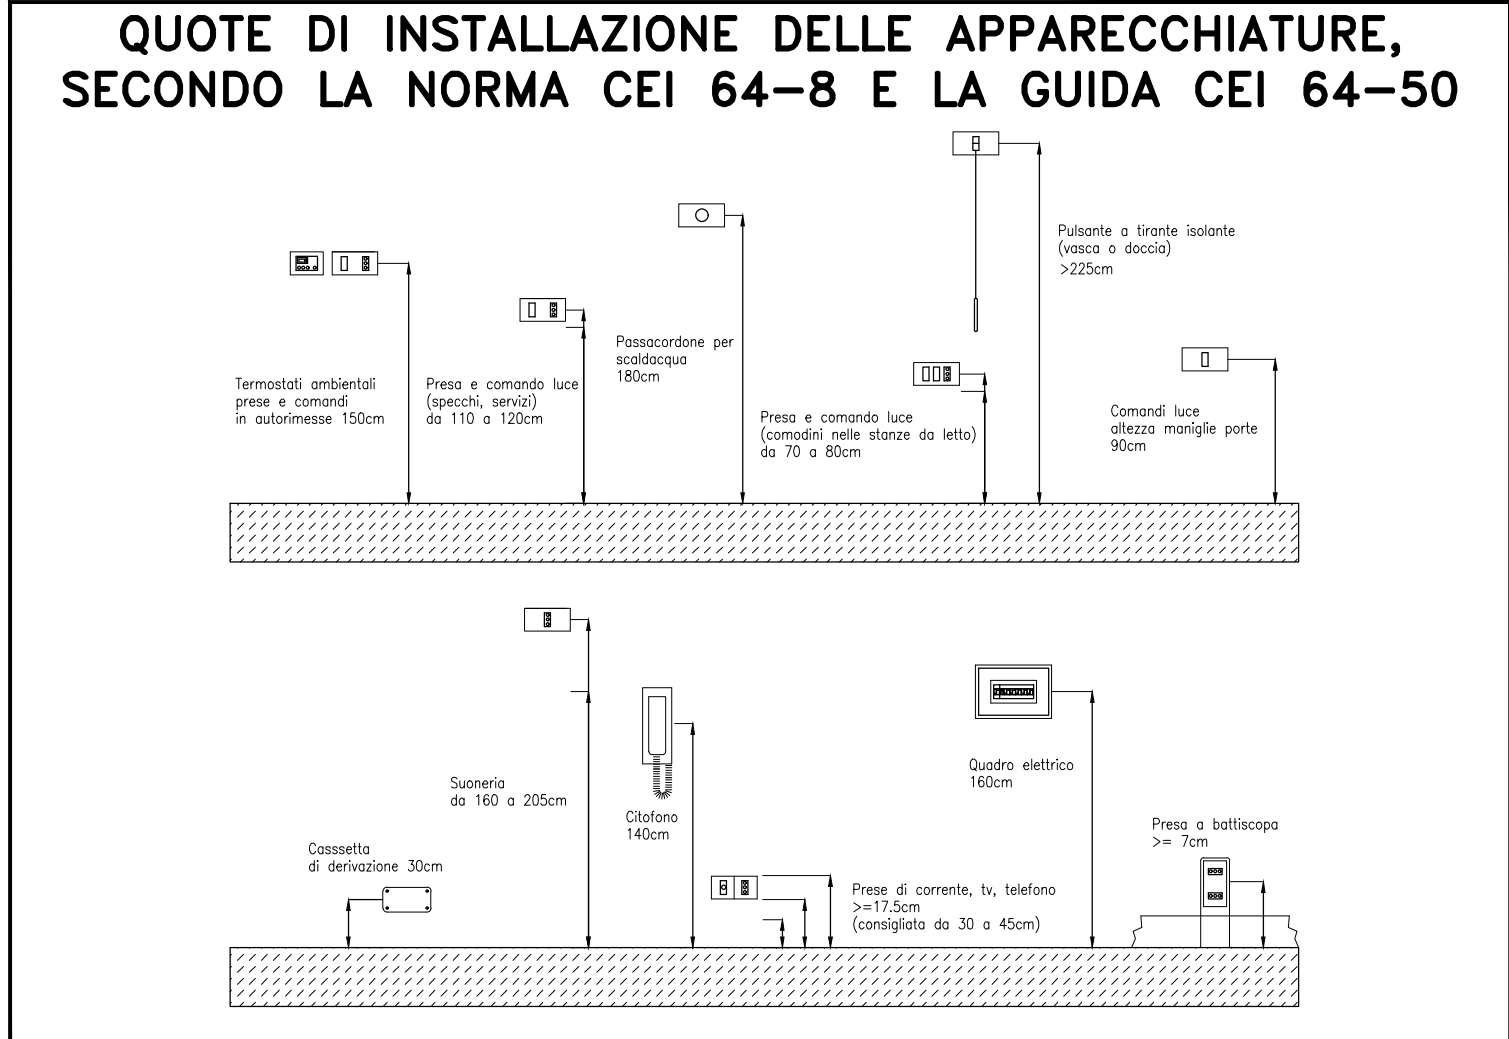 QUOTE DI INSTALLAZIONE DELLE APPARECCHIATURE,
SECONDO LA NORMA CEI 64-8 E LA GUIDA CEI 64-50
Pulsante a tirante isolante
(vasca o doccia)
>225cm
Passacordone per
scaldacqua
180cm
Termostati ambientali
prese e comandi
in autorimesse 150cm
Presa e comando luce
(specchi, servizi)
da 110 a 120cm
Presa e comando luce
(comodini nelle stanze da letto)
da 70 a 80cm
Comandi luce
altezza maniglie porte
90cm
Suoneria
da 160 a 205cm
Citofono
140cm
Quadro elettrico
160cm
Presa a battiscopa
>= 7cm
Casssetta
di derivazione 30cm
Prese di corrente, tv, telefono
>=17.5cm
(consigliata da 30 a 45cm)